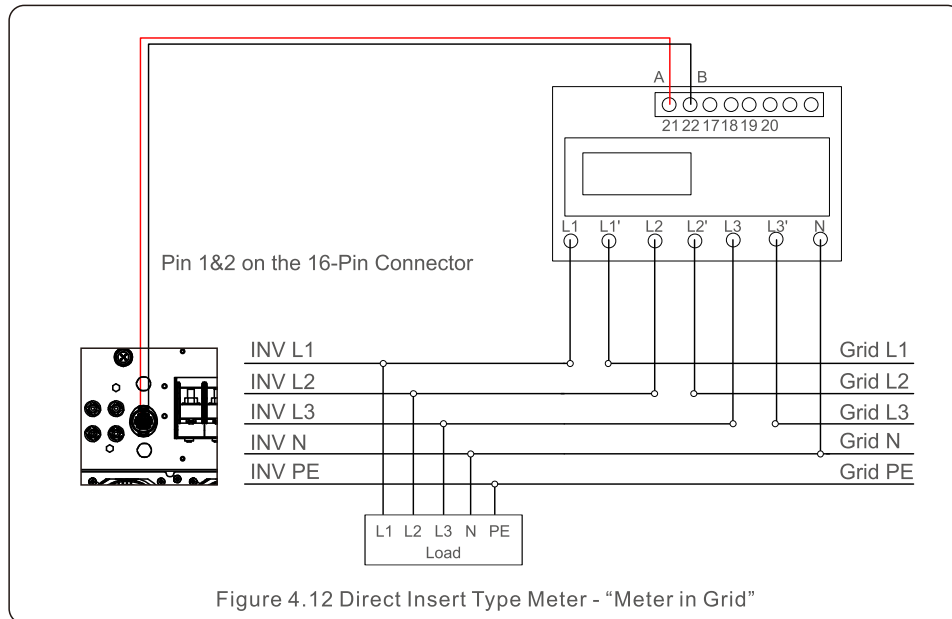 A B
21 22 17 18 19 20
L1 L1' L2 L2' L3 L3' N
Pin 1&2 on the 16-Pin Connector
INV L1 Grid L1
INV L2 Grid L2
INV L3 Grid L3
INV N Grid N
INV PE Grid PE
L1 L2 L3 N PE
Load
Figure 4.12 Direct Insert Type Meter - “Meter in Grid”